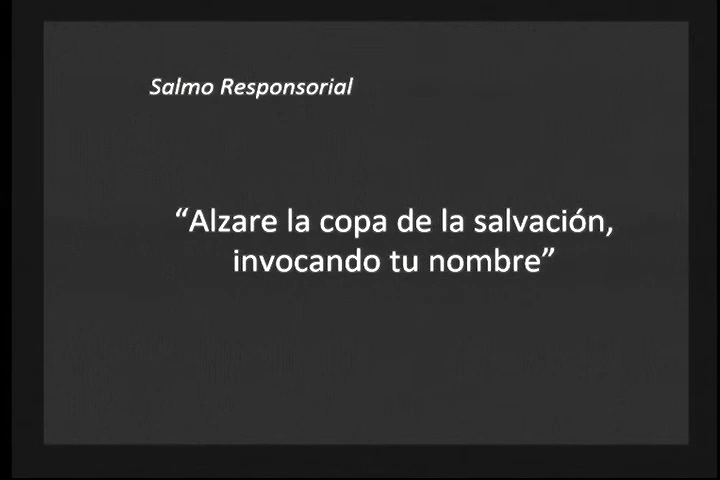 Salmo Responsorial
“Alzare la copa de la salvación,
invocando tu nombre”